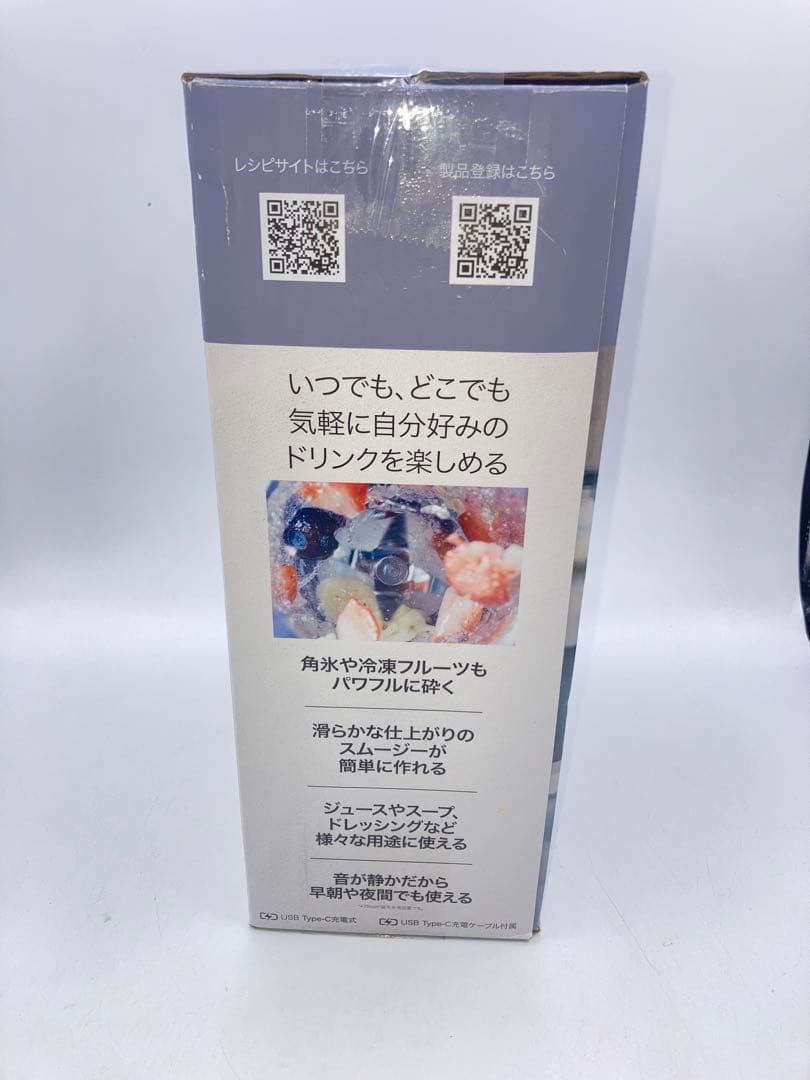 レシピサイトはこちら
製品登録はこちら
いつでも、どこでも
気軽に自分好みの
ドリンクを楽しめる
角氷や冷凍フルーツも
パワフルに砕く
滑らかな仕上がりの
スムージーが
簡単に作れる
ジュースやスープ、
ドレッシングなど
様々な用途に使える
音が静かだから
早朝や夜間でも使える
USB Type-C充電式
USB Type-C充電ケーブル付属